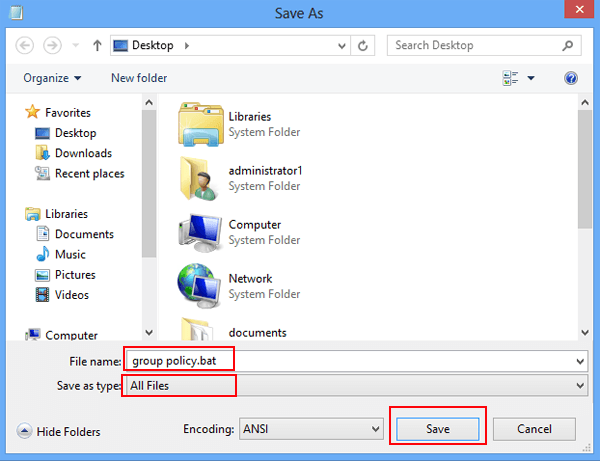 Save As
Desktop
Search Desktop
Organize
New folder
Favorites
Desktop
Downloads
Recent places
Libraries
Documents
Music
Pictures
Videos
Computer
Libraries
System Folder
administrator1
System Folder
Computer
System Folder
Network
System Folder
documents
File name: group policy.bat
Save as type: All Files
Hide Folders
Encoding: ANSI
Save
Cancel